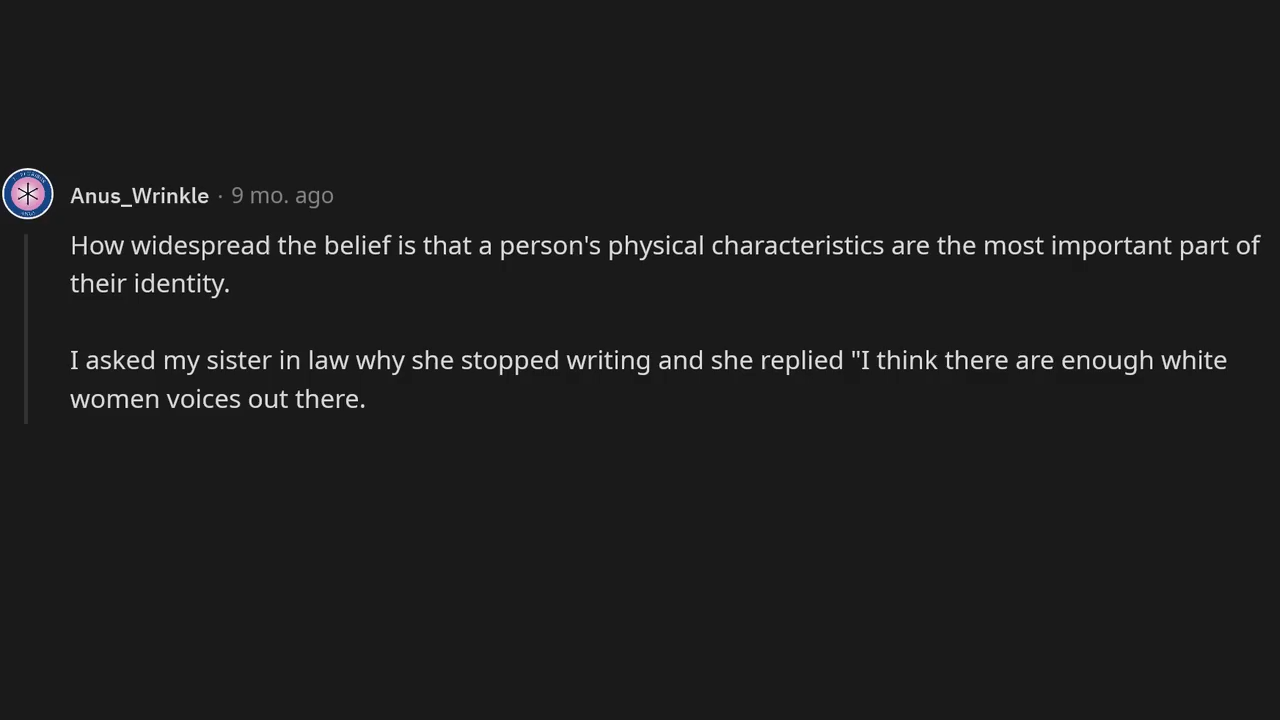 Anus_Wrinkle · 9 mo. ago
How widespread the belief is that a person's physical characteristics are the most important part of
their identity.
I asked my sister in law why she stopped writing and she replied "I think there are enough white
women voices out there.